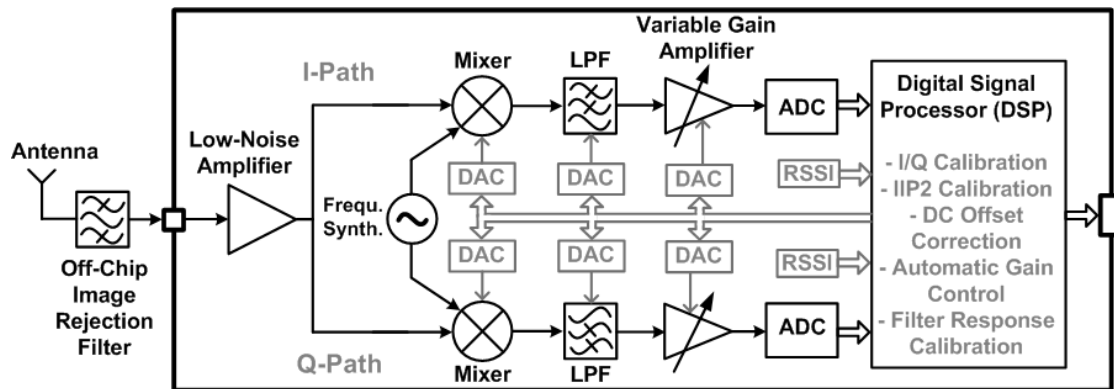 Variable Gain
Amplifier
Mixer
LPF
I-Path
ADC
Digital Signal
Processor (DSP)
Antenna
Low-Noise
Amplifier
DAC
DAC
DAC
RSSI
- I/Q Calibration
- IIP2 Calibration
- DC Offset
Correction
- Automatic Gain
Control
- Filter Response
Calibration
Frequ.
Synth.
DAC
DAC
DAC
RSSI
Off-Chip
Image
Rejection
Filter
ADC
Q-Path
Mixer
LPF